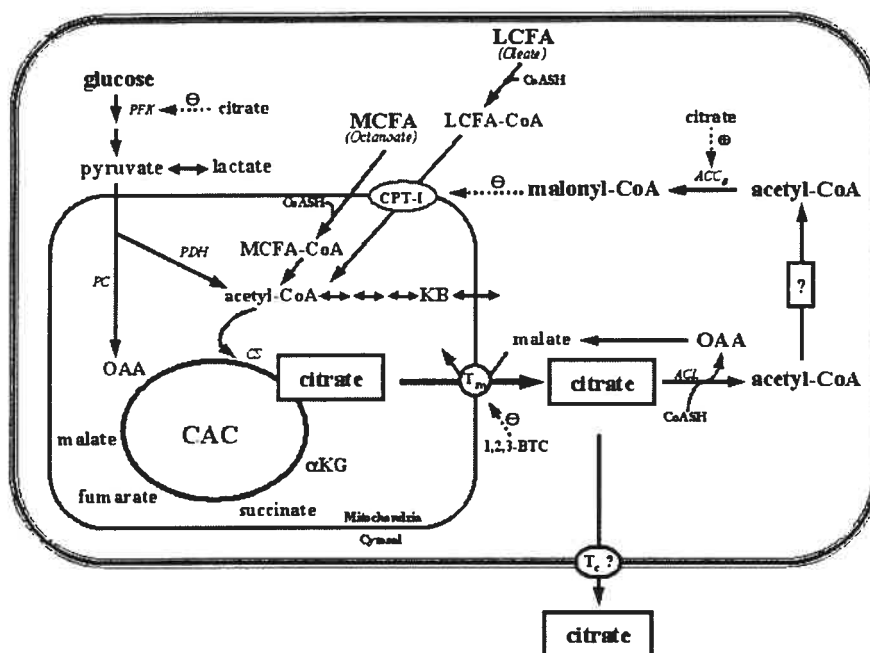 LCFA
(Oleate)
CoASH
glucose
PFK
⊖
citrate
MCFA
(Octanoate)
LCFA-CoA
citrate
⊕
pyruvate
lactate
CoASH
CPT-I
⊖
malonyl-CoA
ACCβ
acetyl-CoA
MCFA-CoA
PDH
PC
acetyl-CoA
KB
?
OAA
CS
citrate
Tm
malate
citrate
OAA
ACL
CoASH
acetyl-CoA
⊖
1,2,3-BTC
CAC
malate
αKG
fumarate
succinate
Mitochondria
Cytosol
Tc ?
citrate